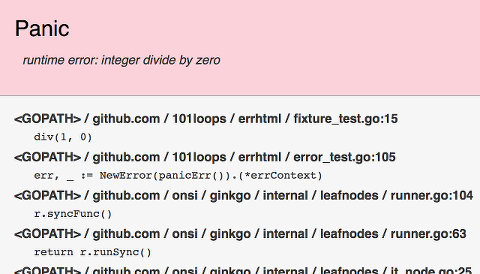 Panic
runtime error: integer divide by zero
<GOPATH> / github.com / 101loops / errhtml / fixture_test.go:15
div(1, 0)
<GOPATH> / github.com / 101loops / errhtml / error_test.go:105
err, _ := NewError(panicErr()).(*errContext)
<GOPATH> / github.com / onsi / ginkgo / internal / leafnodes / runner.go:104
r.syncFunc()
<GOPATH> / github.com / onsi / ginkgo / internal / leafnodes / runner.go:63
return r.runSync()
<GOPATH> / github.com / onsi / ginkgo / internal / leafnodes / it_node.go:25